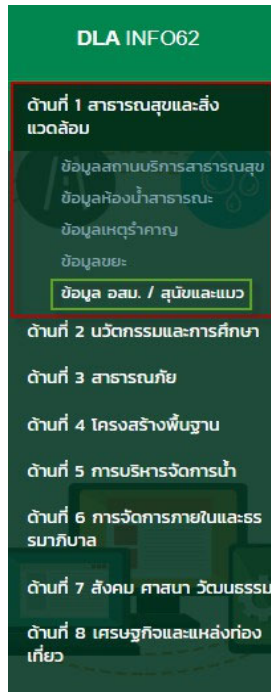 DLA INFO62
ด้านที่ 1 สาธารณสุขและสิ่ง
แวดล้อม
ข้อมูลสถานบริการสาธารณสุข
ข้อมูลห้องน้ำสาธารณะ
ข้อมูลเหตุรำคาญ
ข้อมูลขยะ
ข้อมูล อสม. / สุนัขและแมว
ด้านที่ 2 นวัตกรรมและการศึกษา
ด้านที่ 3 สาธารณภัย
ด้านที่ 4 โครงสร้างพื้นฐาน
ด้านที่ 5 การบริหารจัดการน้ำ
ด้านที่ 6 การจัดการภายในและธร
รมาภิบาล
ด้านที่ 7 สังคม ศาสนา วัฒนธรรม
ด้านที่ 8 เศรษฐกิจและแหล่งท่อง
เที่ยว